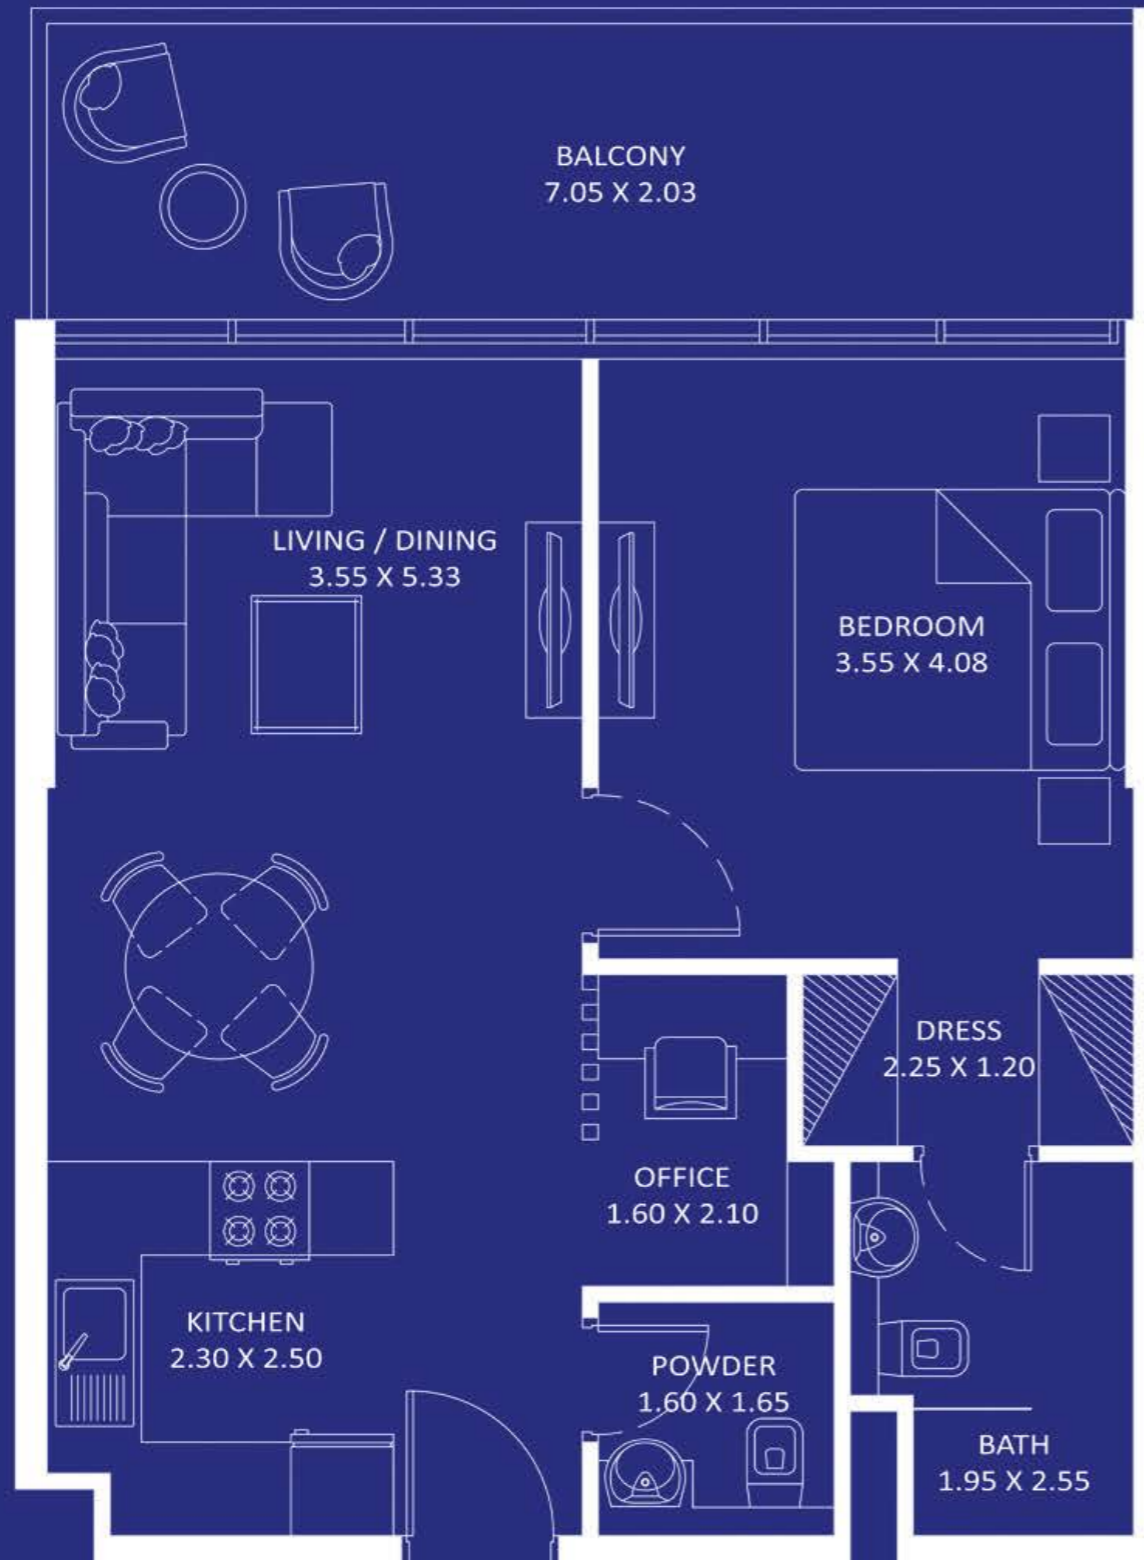 BALCONY
7.05 X 2.03
LIVING / DINING
3.55 X 5.33
BEDROOM
3.55 X 4.08
DRESS
2.25 X 1.20
OFFICE
1.60 X 2.10
KITCHEN
2.30 X 2.50
POWDER
1.60 X 1.65
BATH
1.95 X 2.55